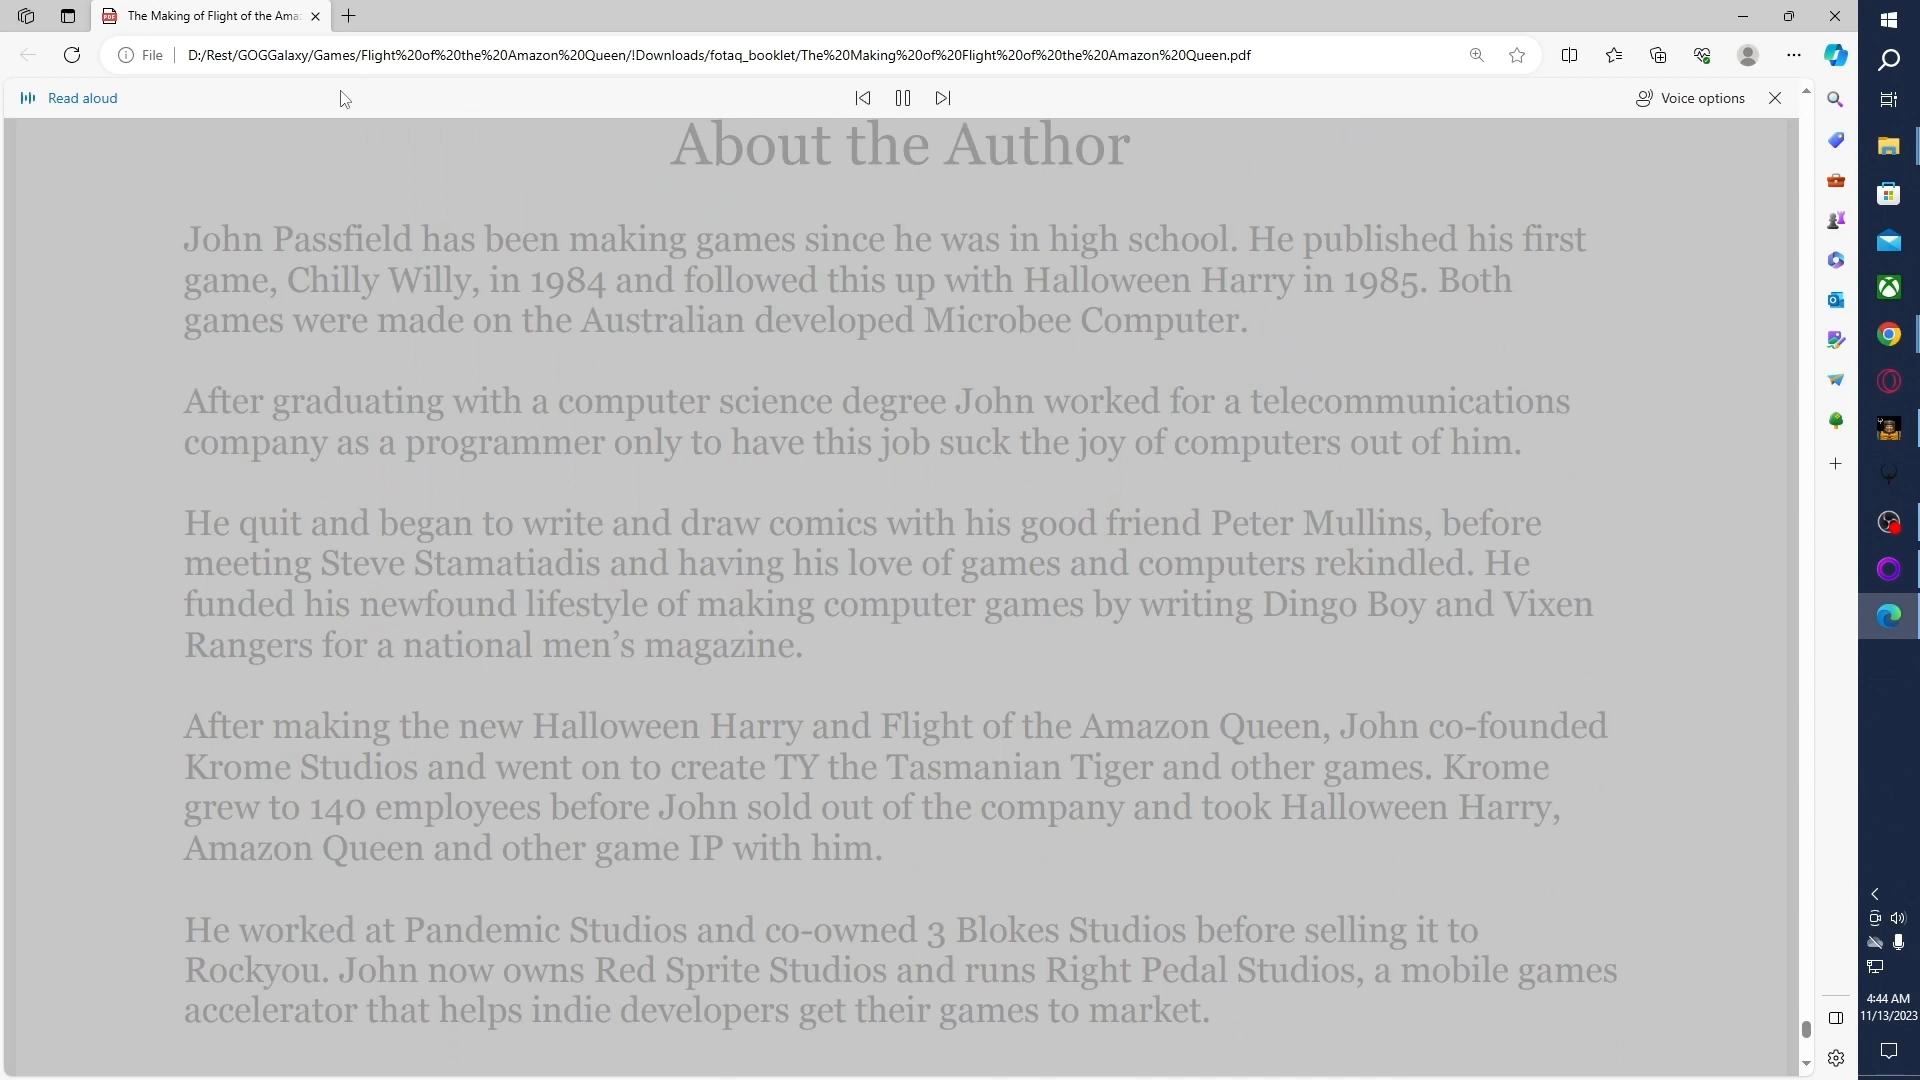 The Making of Flight of the Ama
File
D:/Rest/GOGGalaxy/Games/Flight%20of%20the%20Amazon%20Queen/!Downloads/fotaq_booklet/The%20Making%20of%20Flight%20of%20the%20Amazon%20Queen.pdf
Read aloud
Voice options
About the Author
John Passfield has been making games since he was in high school. He published his first
game, Chilly Willy, in 1984 and followed this up with Halloween Harry in 1985. Both
games were made on the Australian developed Microbee Computer.
After graduating with a computer science degree John worked for a telecommunications
company as a programmer only to have this job suck the joy of computers out of him.
He quit and began to write and draw comics with his good friend Peter Mullins, before
meeting Steve Stamatiadis and having his love of games and computers rekindled. He
funded his newfound lifestyle of making computer games by writing Dingo Boy and Vixen
Rangers for a national men’s magazine.
After making the new Halloween Harry and Flight of the Amazon Queen, John co-founded
Krome Studios and went on to create TY the Tasmanian Tiger and other games. Krome
grew to 140 employees before John sold out of the company and took Halloween Harry,
Amazon Queen and other game IP with him.
He worked at Pandemic Studios and co-owned 3 Blokes Studios before selling it to
Rockyou. John now owns Red Sprite Studios and runs Right Pedal Studios, a mobile games
accelerator that helps indie developers get their games to market.
4:44 AM
11/13/2023